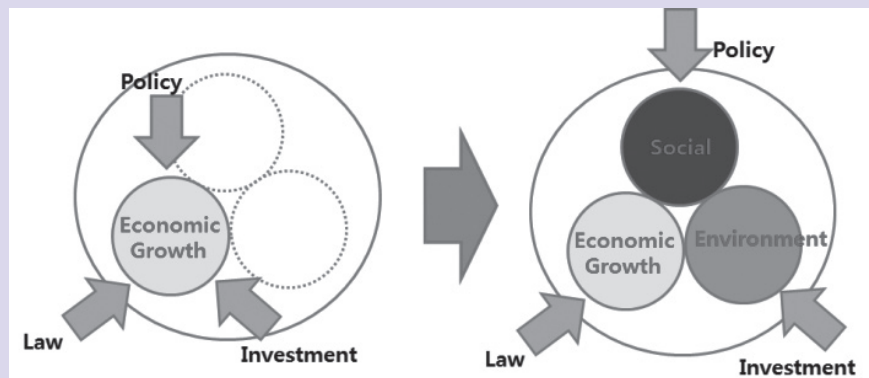 Policy
Economic
Growth
Law
Investment
Policy
Social
Economic
Growth
Environment
Law
Investment